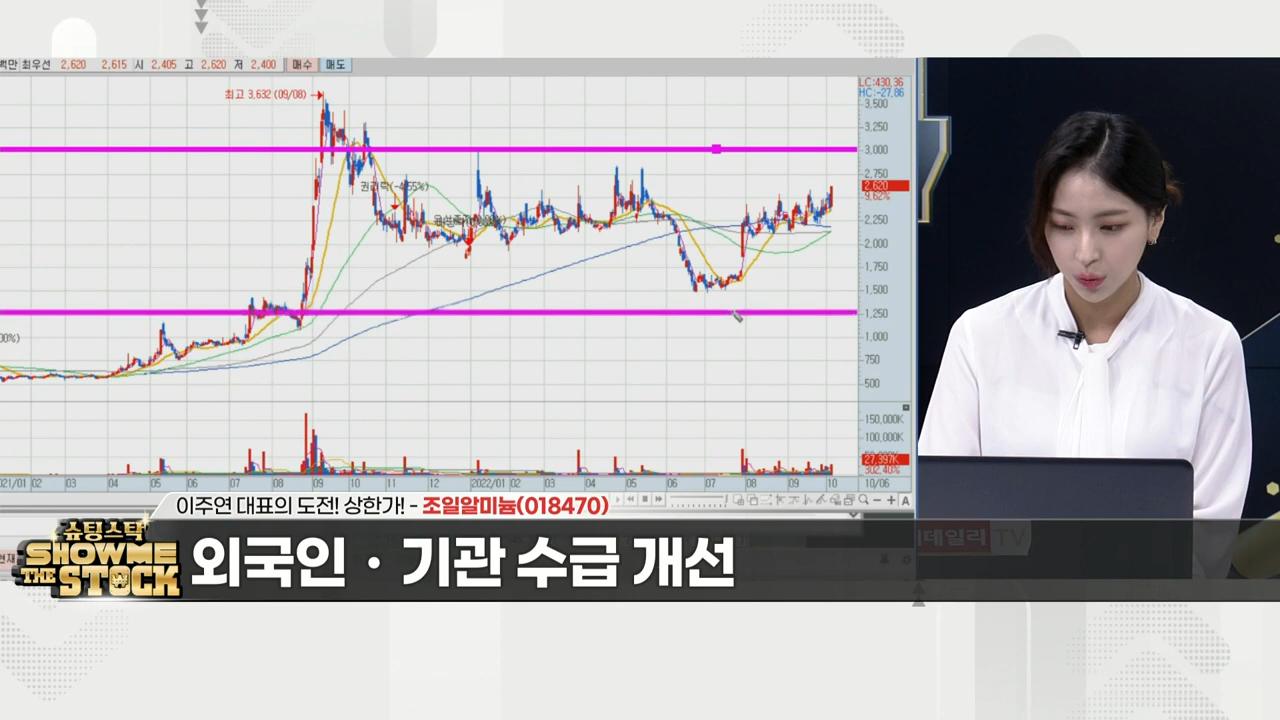 백만 최우선 2,620 2,615 시 2,405 고 2,620 저 2,400 매수 매도
LC:430.36
HC:-27.86
최고 3,632 (09/08)
3,500
3,250
3,000
2,750
2,620
9.62%
권리락(-4.55%)
2,250
2,000
1,750
1,500
1,250
00%)
1,000
750
500
150,000K
100,000K
27,397K
302.40%
021/01 02 03 04 05 06 07 08 09 10 11 12 2022/01 02 03 04 05 06 07 08 09 10 10/06
A
이주연 대표의 도전! 상한가! - 조일알미늄(018470)
슈팅스탁
SHOW ME
THE STOCK
외국인 · 기관 수급 개선
이데일리 TV